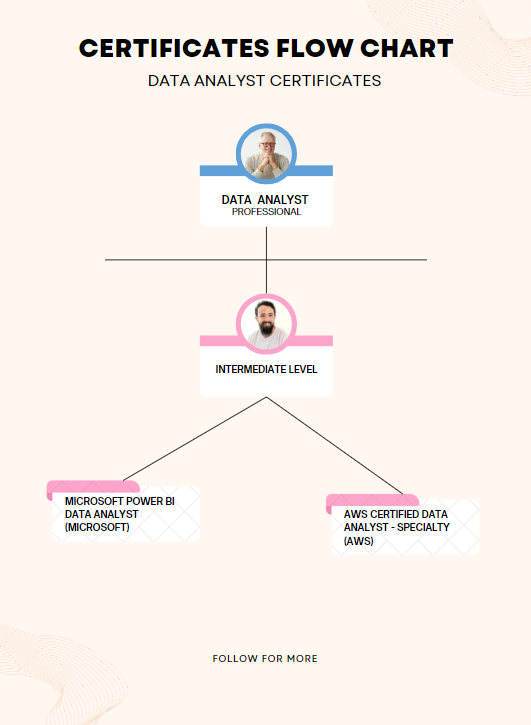 CERTIFICATES FLOW CHART
DATA ANALYST CERTIFICATES
DATA ANALYST
PROFESSIONAL
INTERMEDIATE LEVEL
MICROSOFT POWER BI
DATA ANALYST
(MICROSOFT)
AWS CERTIFIED DATA
ANALYST - SPECIALTY
(AWS)
FOLLOW FOR MORE